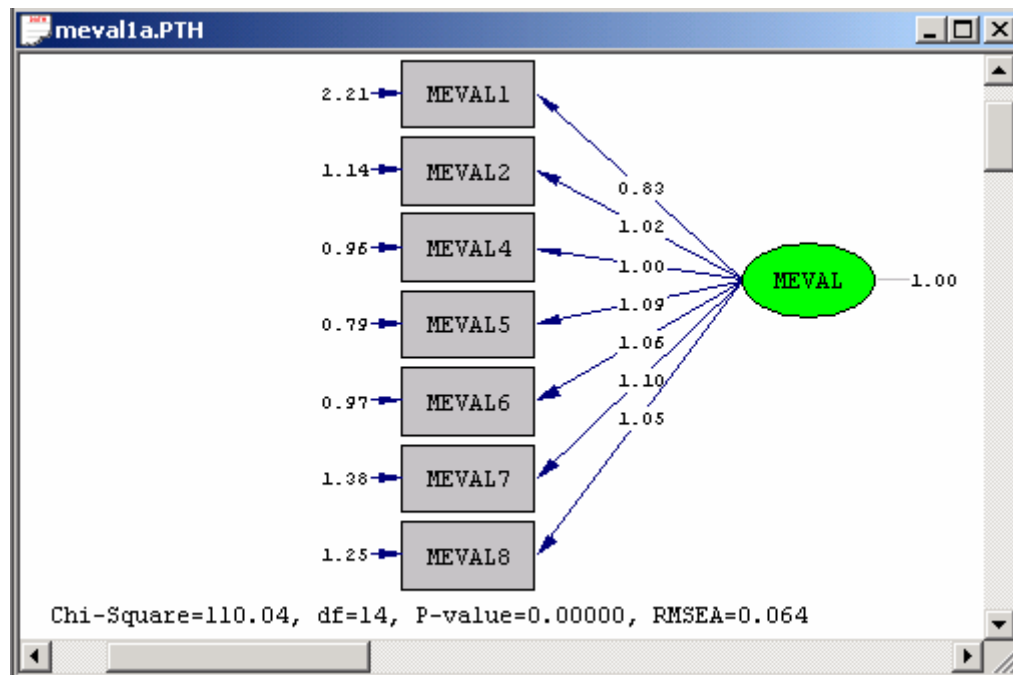 meval1a.PTH
2.21 MEVAL1
1.14 MEVAL2
0.83
1.02
0.96 MEVAL4
1.00
MEVAL 1.00
1.09
0.79 MEVAL5
1.06
1.10
0.97 MEVAL6
1.05
1.38 MEVAL7
1.25 MEVAL8
Chi-Square=110.04, df=14, P-value=0.00000, RMSEA=0.064